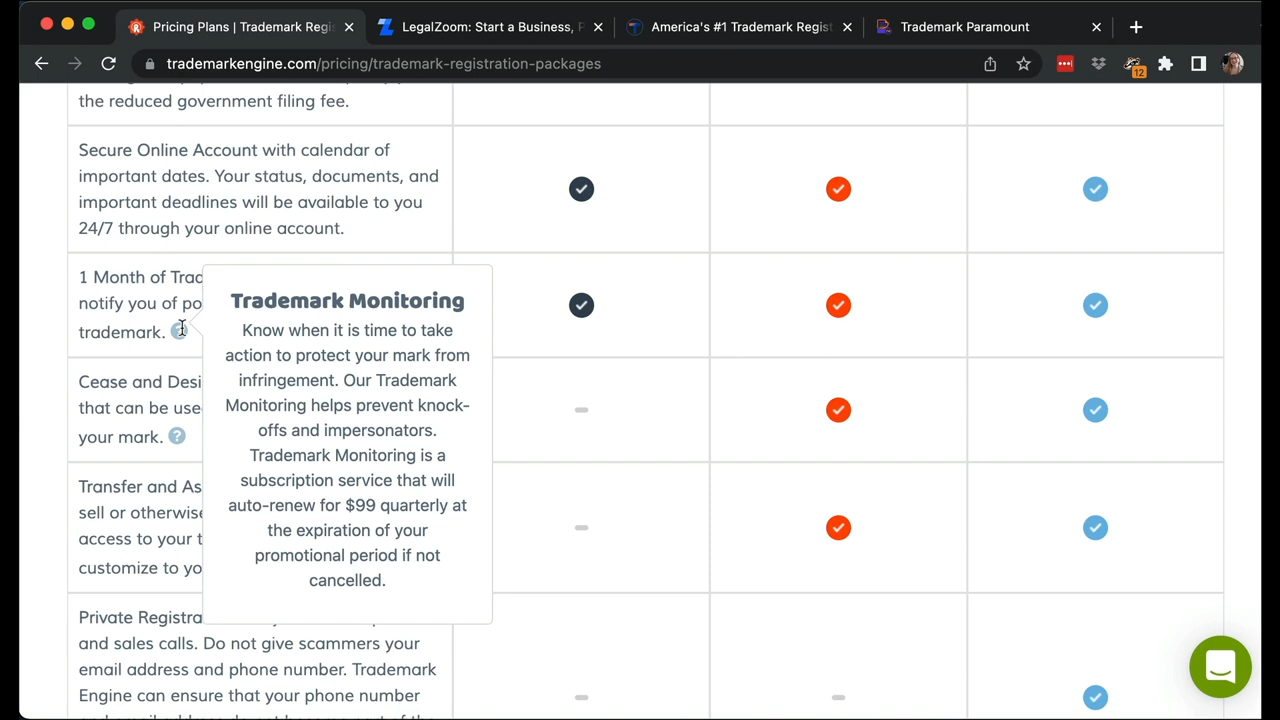 Pricing Plans | Trademark Regi
LegalZoom: Start a Business, P
America's #1 Trademark Regist
Trademark Paramount
trademarkengine.com/pricing/trademark-registration-packages
12
the reduced government filing fee.
Secure Online Account with calendar of
important dates. Your status, documents, and
important deadlines will be available to you
24/7 through your online account.
1 Month of Trad
notify you of po
trademark. ?
Trademark Monitoring
Know when it is time to take
action to protect your mark from
infringement. Our Trademark
Monitoring helps prevent knock-
offs and impersonators.
Trademark Monitoring is a
subscription service that will
auto-renew for $99 quarterly at
the expiration of your
promotional period if not
cancelled.
Cease and Desi
that can be use
your mark. ?
Transfer and As
sell or otherwise
access to your t
customize to yo
Private Registra
and sales calls. Do not give scammers your
email address and phone number. Trademark
Engine can ensure that your phone number